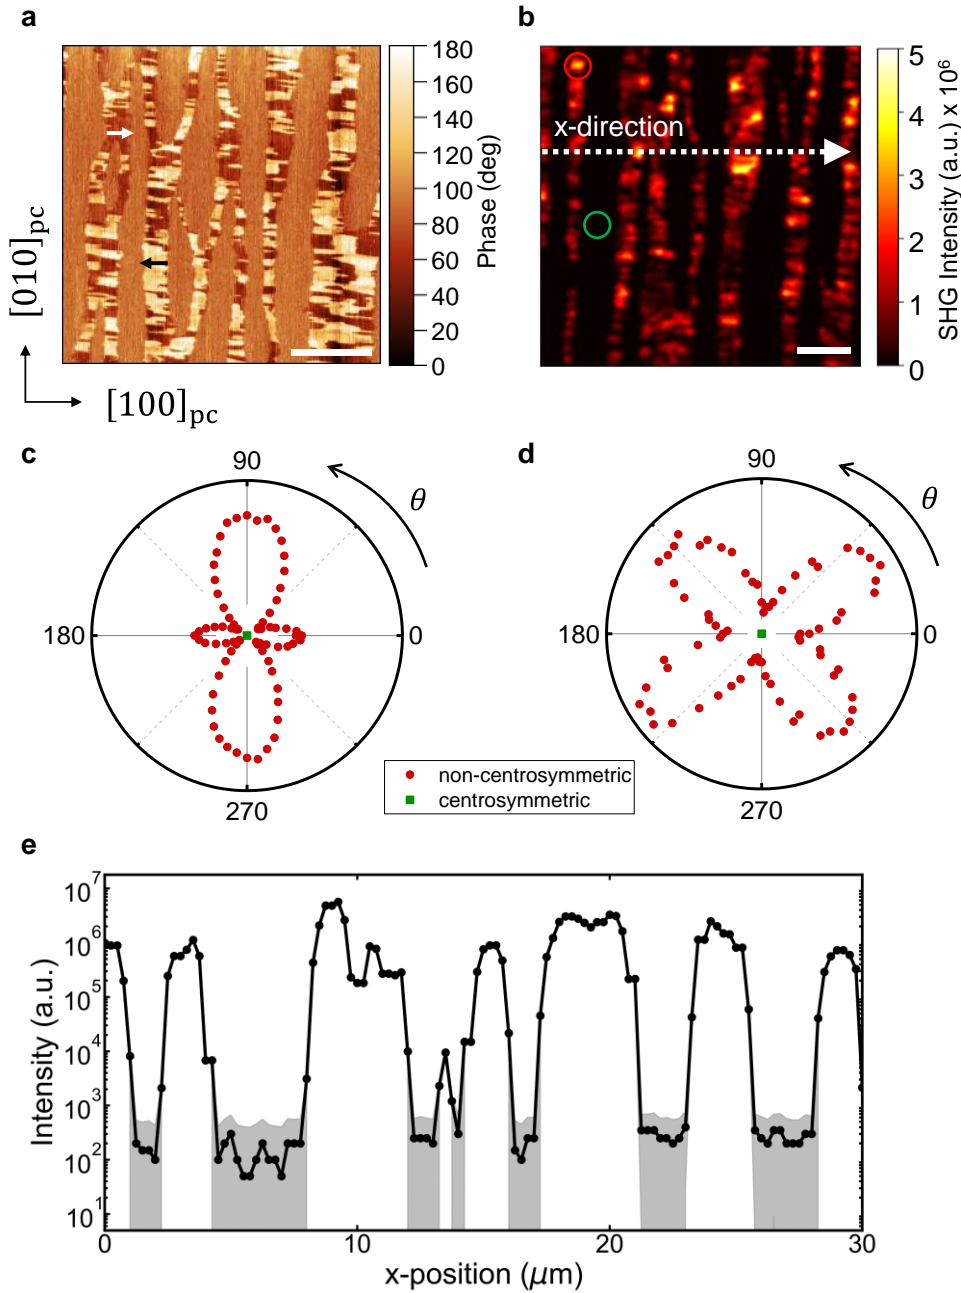 a
180
160
140
120
100
80
60
40
20
0
Phase (deg)
[010]pc
[100]pc
b
x-direction
5
4
3
2
1
0
SHG Intensity (a.u.) x 10⁶
c
90
θ
180
0
270
d
90
θ
180
0
270
non-centrosymmetric
centrosymmetric
e
10⁷
10⁶
10⁵
10⁴
10³
10²
10¹
Intensity (a.u.)
0
10
20
30
x-position (μm)